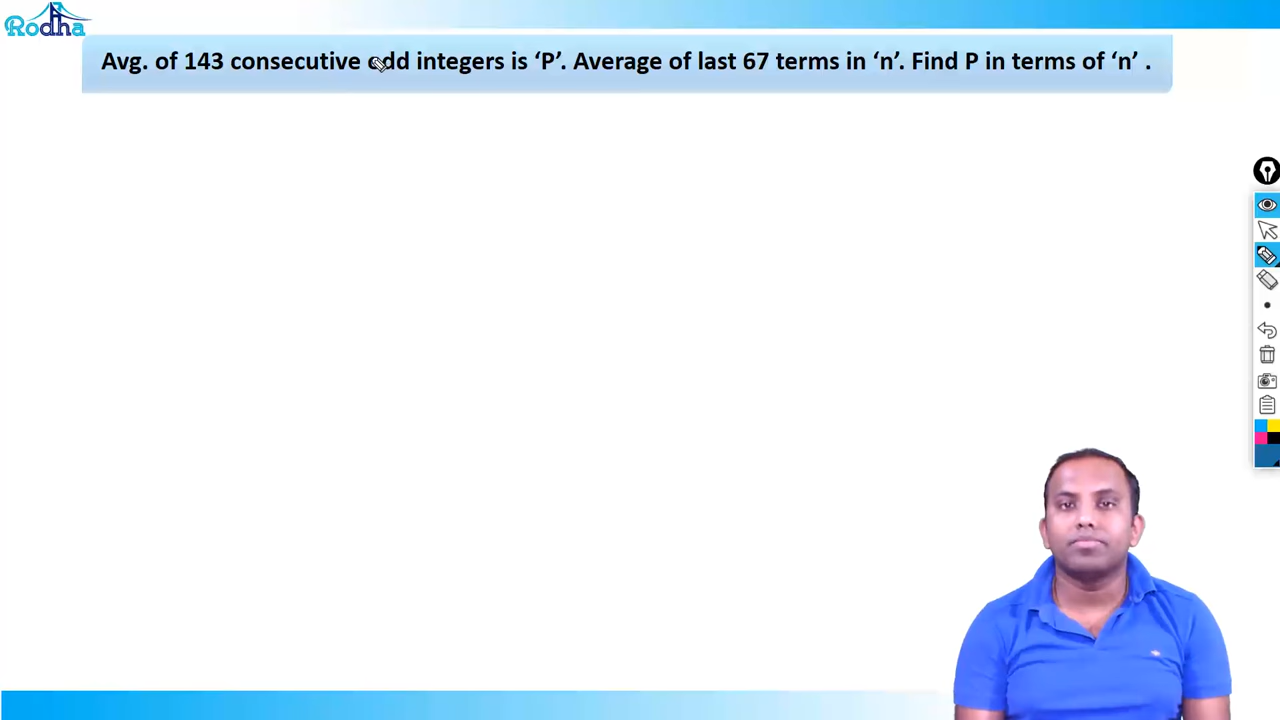 Rodha
Avg. of 143 consecutive odd integers is ‘P’. Average of last 67 terms in ‘n’. Find P in terms of ‘n’ .